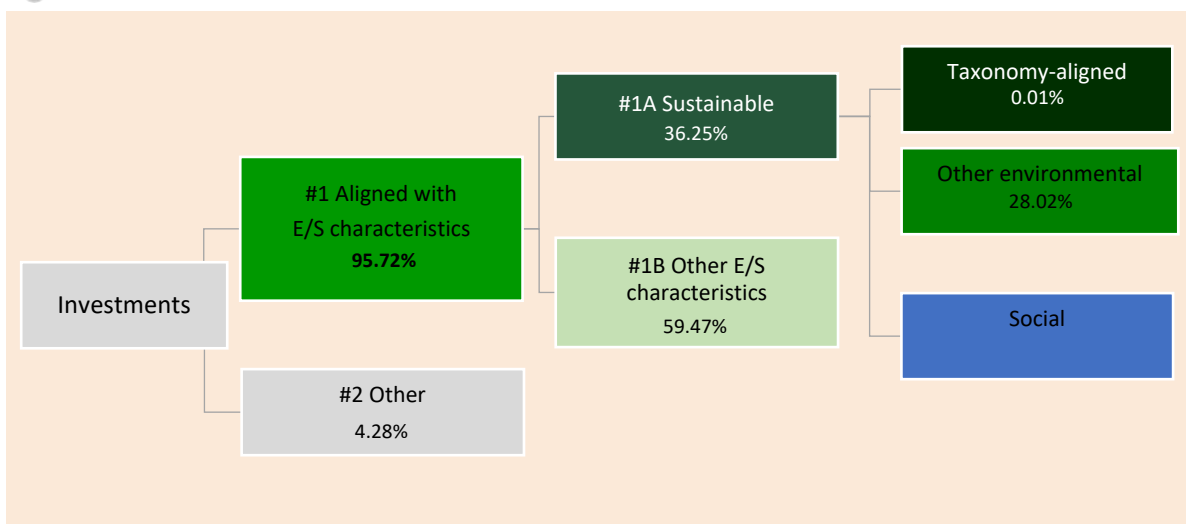 Investments
#1 Aligned with
E/S characteristics
95.72%
#2 Other
4.28%
#1A Sustainable
36.25%
#1B Other E/S
characteristics
59.47%
Taxonomy-aligned
0.01%
Other environmental
28.02%
Social